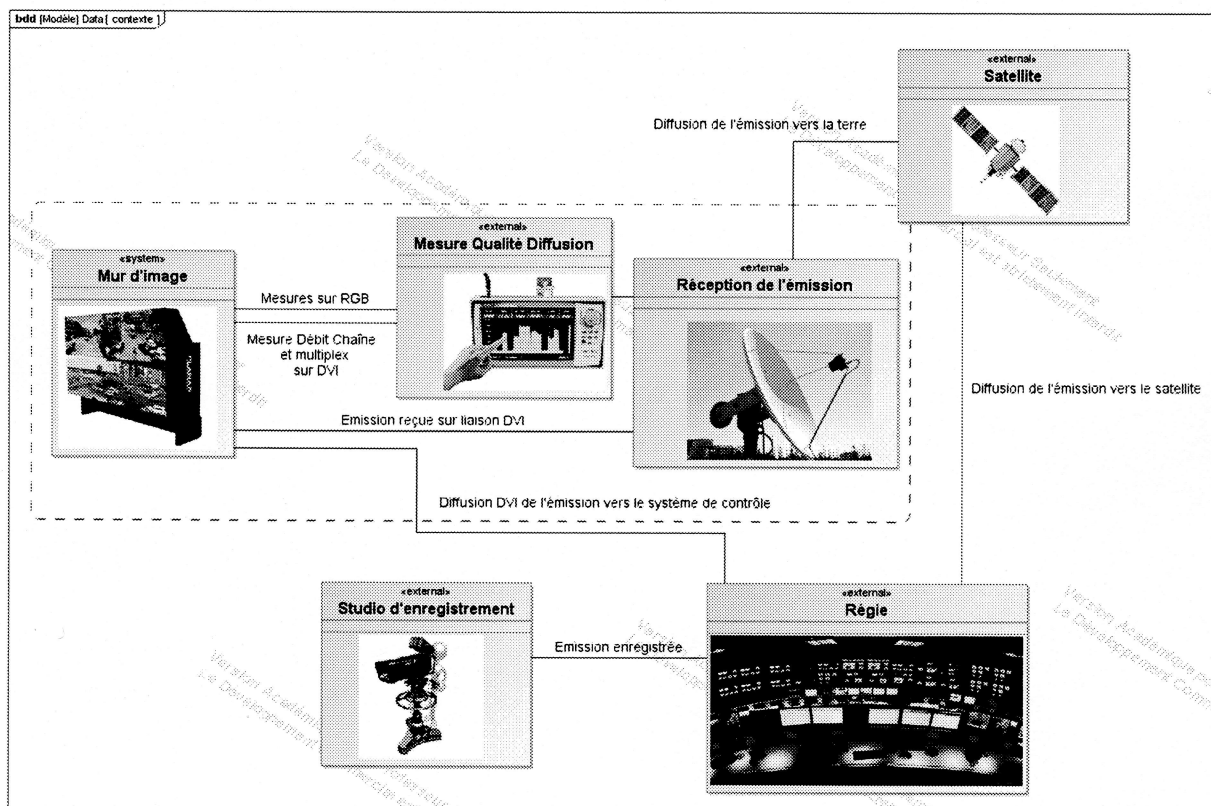 bdd [Modèle] Data [ contexte ]
«external»
Satellite
Diffusion de l'émission vers la terre
«external»
Mesure Qualité Diffusion
«system»
Mur d'image
«external»
Réception de l'émission
Mesures sur RGB
Mesure Débit Chaîne
et multiplex
sur DVI
Diffusion de l'émission vers le satellite
Emission reçue sur liaison DVI
Diffusion DVI de l'émission vers le système de contrôle
«external»
Studio d'enregistrement
«external»
Régie
Emission enregistrée